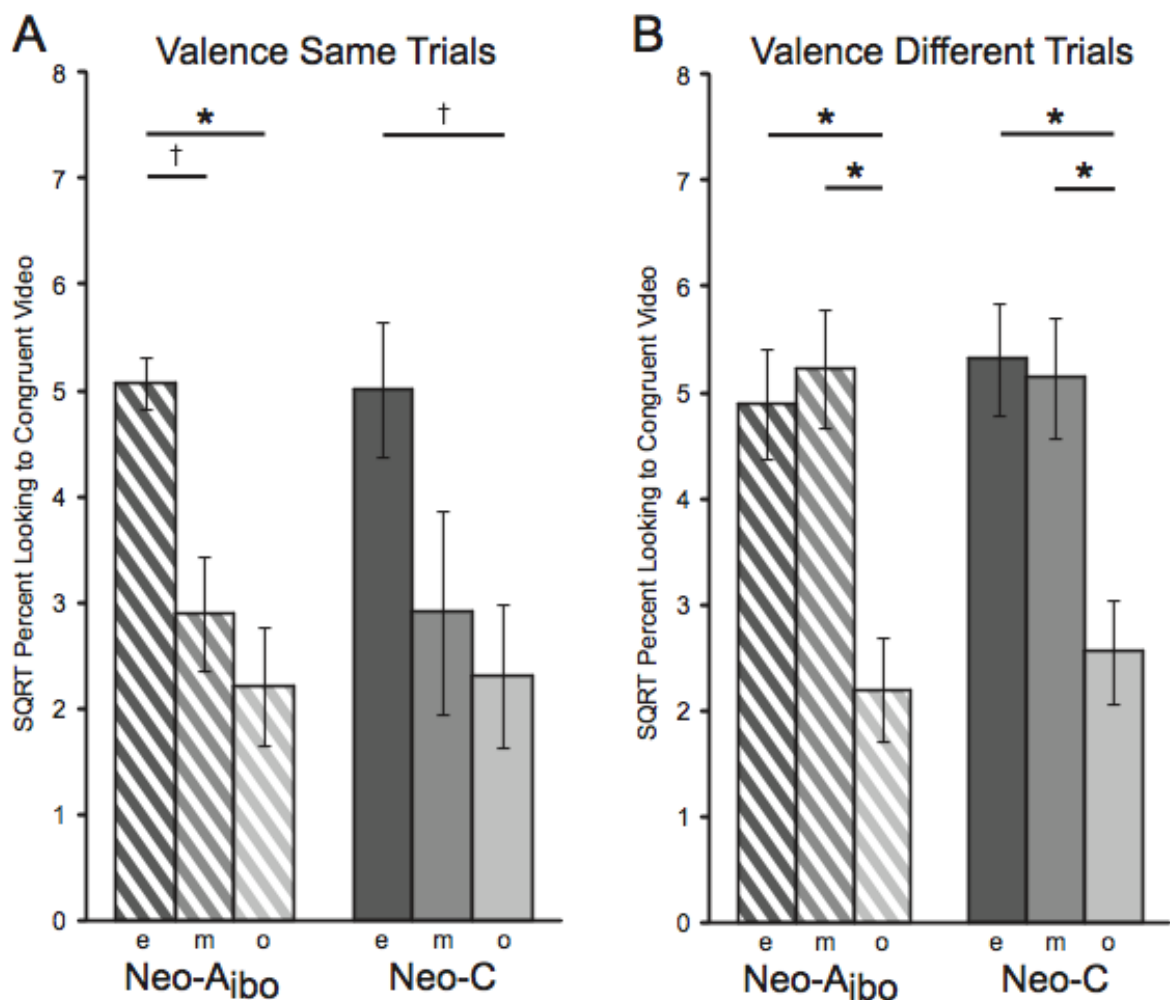 A
Valence Same Trials
SQRT Percent Looking to Congruent Video
8
7
6
5
4
3
2
1
0
*
†
†
e m o e m o
Neo-Aibo Neo-C
B
Valence Different Trials
SQRT Percent Looking to Congruent Video
8
7
6
5
4
3
2
1
0
* *
* *
e m o e m o
Neo-Aibo Neo-C